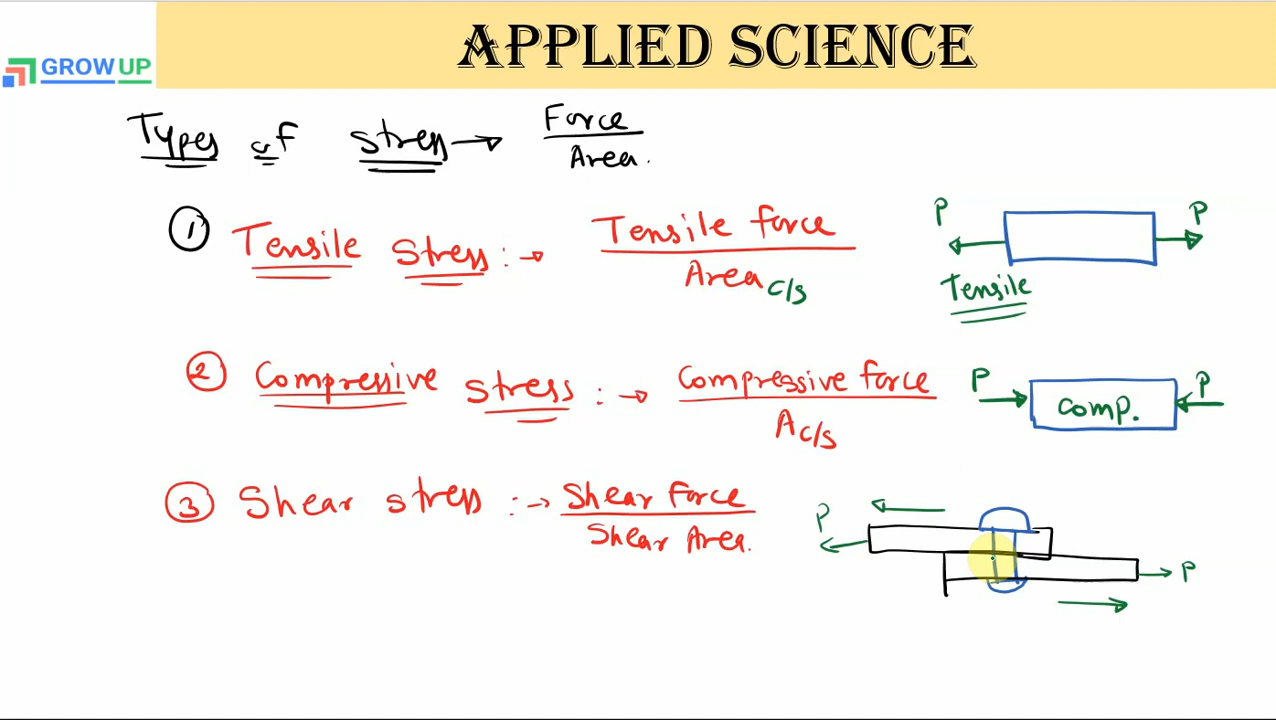 APPLIED SCIENCE
GROW UP
Types of stress → Force
Area.
① Tensile stress :→ Tensile force
Area c/s
P P
Tensile
② Compressive stress :→ Compressive force
A c/s
P comp. P
③ Shear stress :→ Shear Force
Shear Area.
P
P